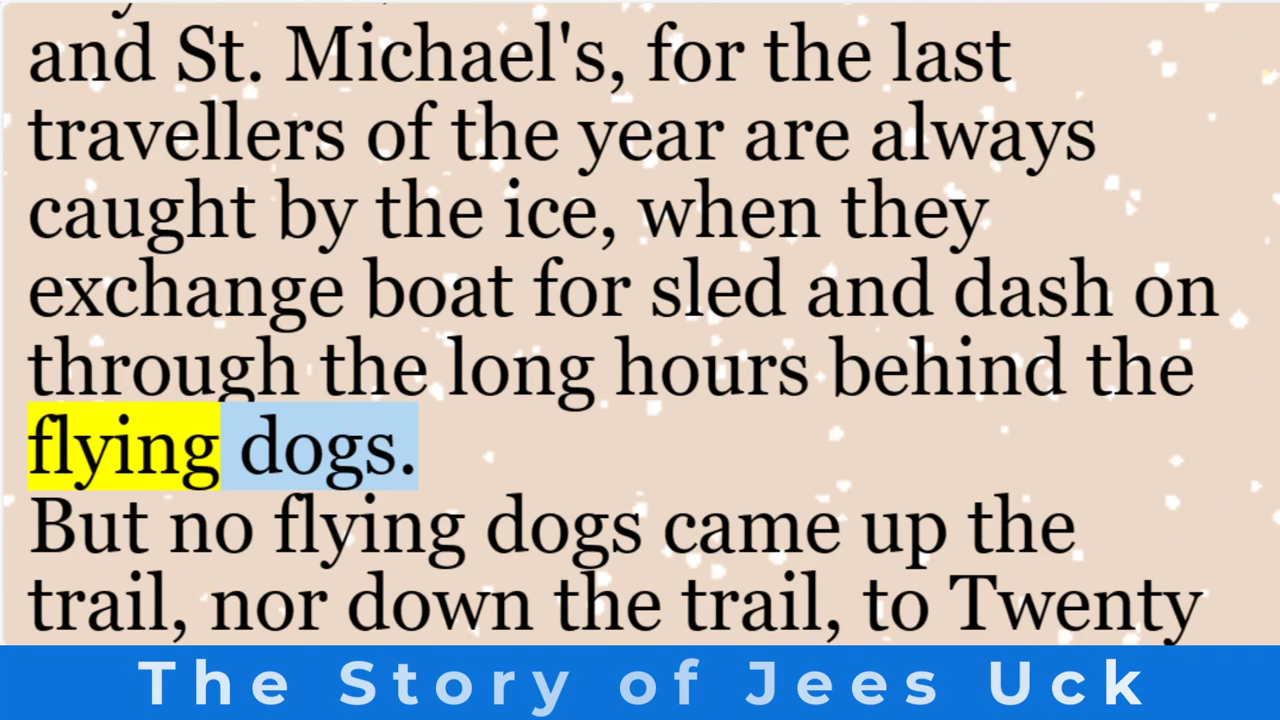 and St. Michael's, for the last
travellers of the year are always
caught by the ice, when they
exchange boat for sled and dash on
through the long hours behind the
flying dogs.
But no flying dogs came up the
trail, nor down the trail, to Twenty
The Story of Jees Uck